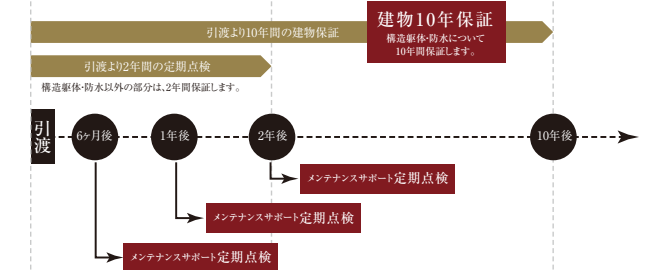 引渡より10年間の建物保証
建物10年保証
構造躯体・防水について
10年間保証します。
引渡より2年間の定期点検
構造躯体・防水以外の部分は、2年間保証します。
引渡
6ヶ月後
1年後
2年後
10年後
メンテナンスサポート定期点検
メンテナンスサポート定期点検
メンテナンスサポート定期点検